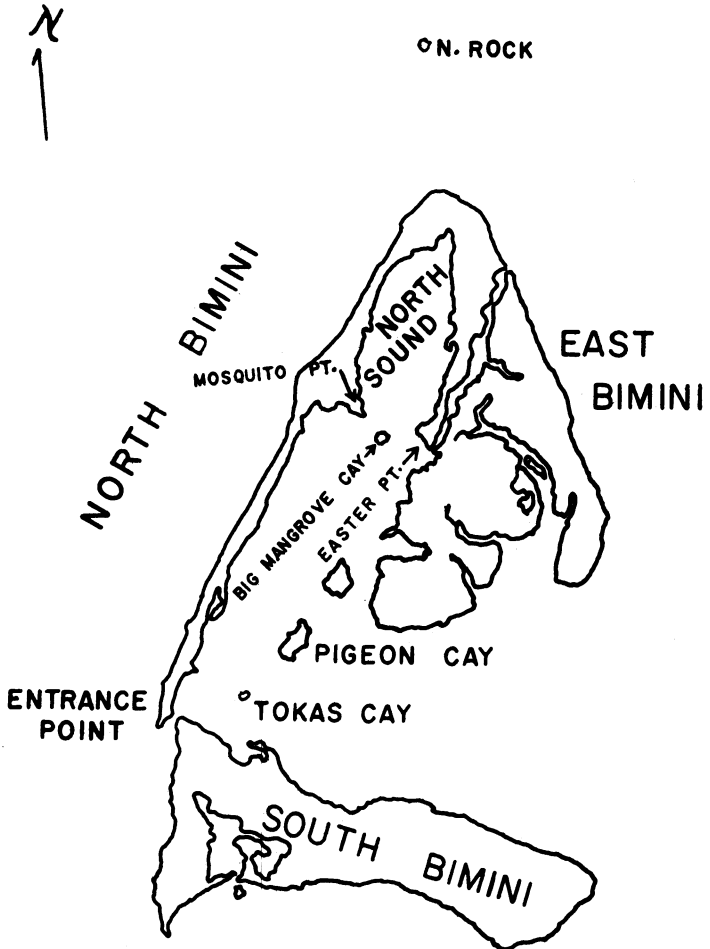 N
N. ROCK
NORTH BIMINI
NORTH
SOUND
EAST
BIMINI
MOSQUITO PT.
BIG MANGROVE CAY
EASTER PT.
PIGEON CAY
ENTRANCE
POINT
TOKAS CAY
SOUTH BIMINI